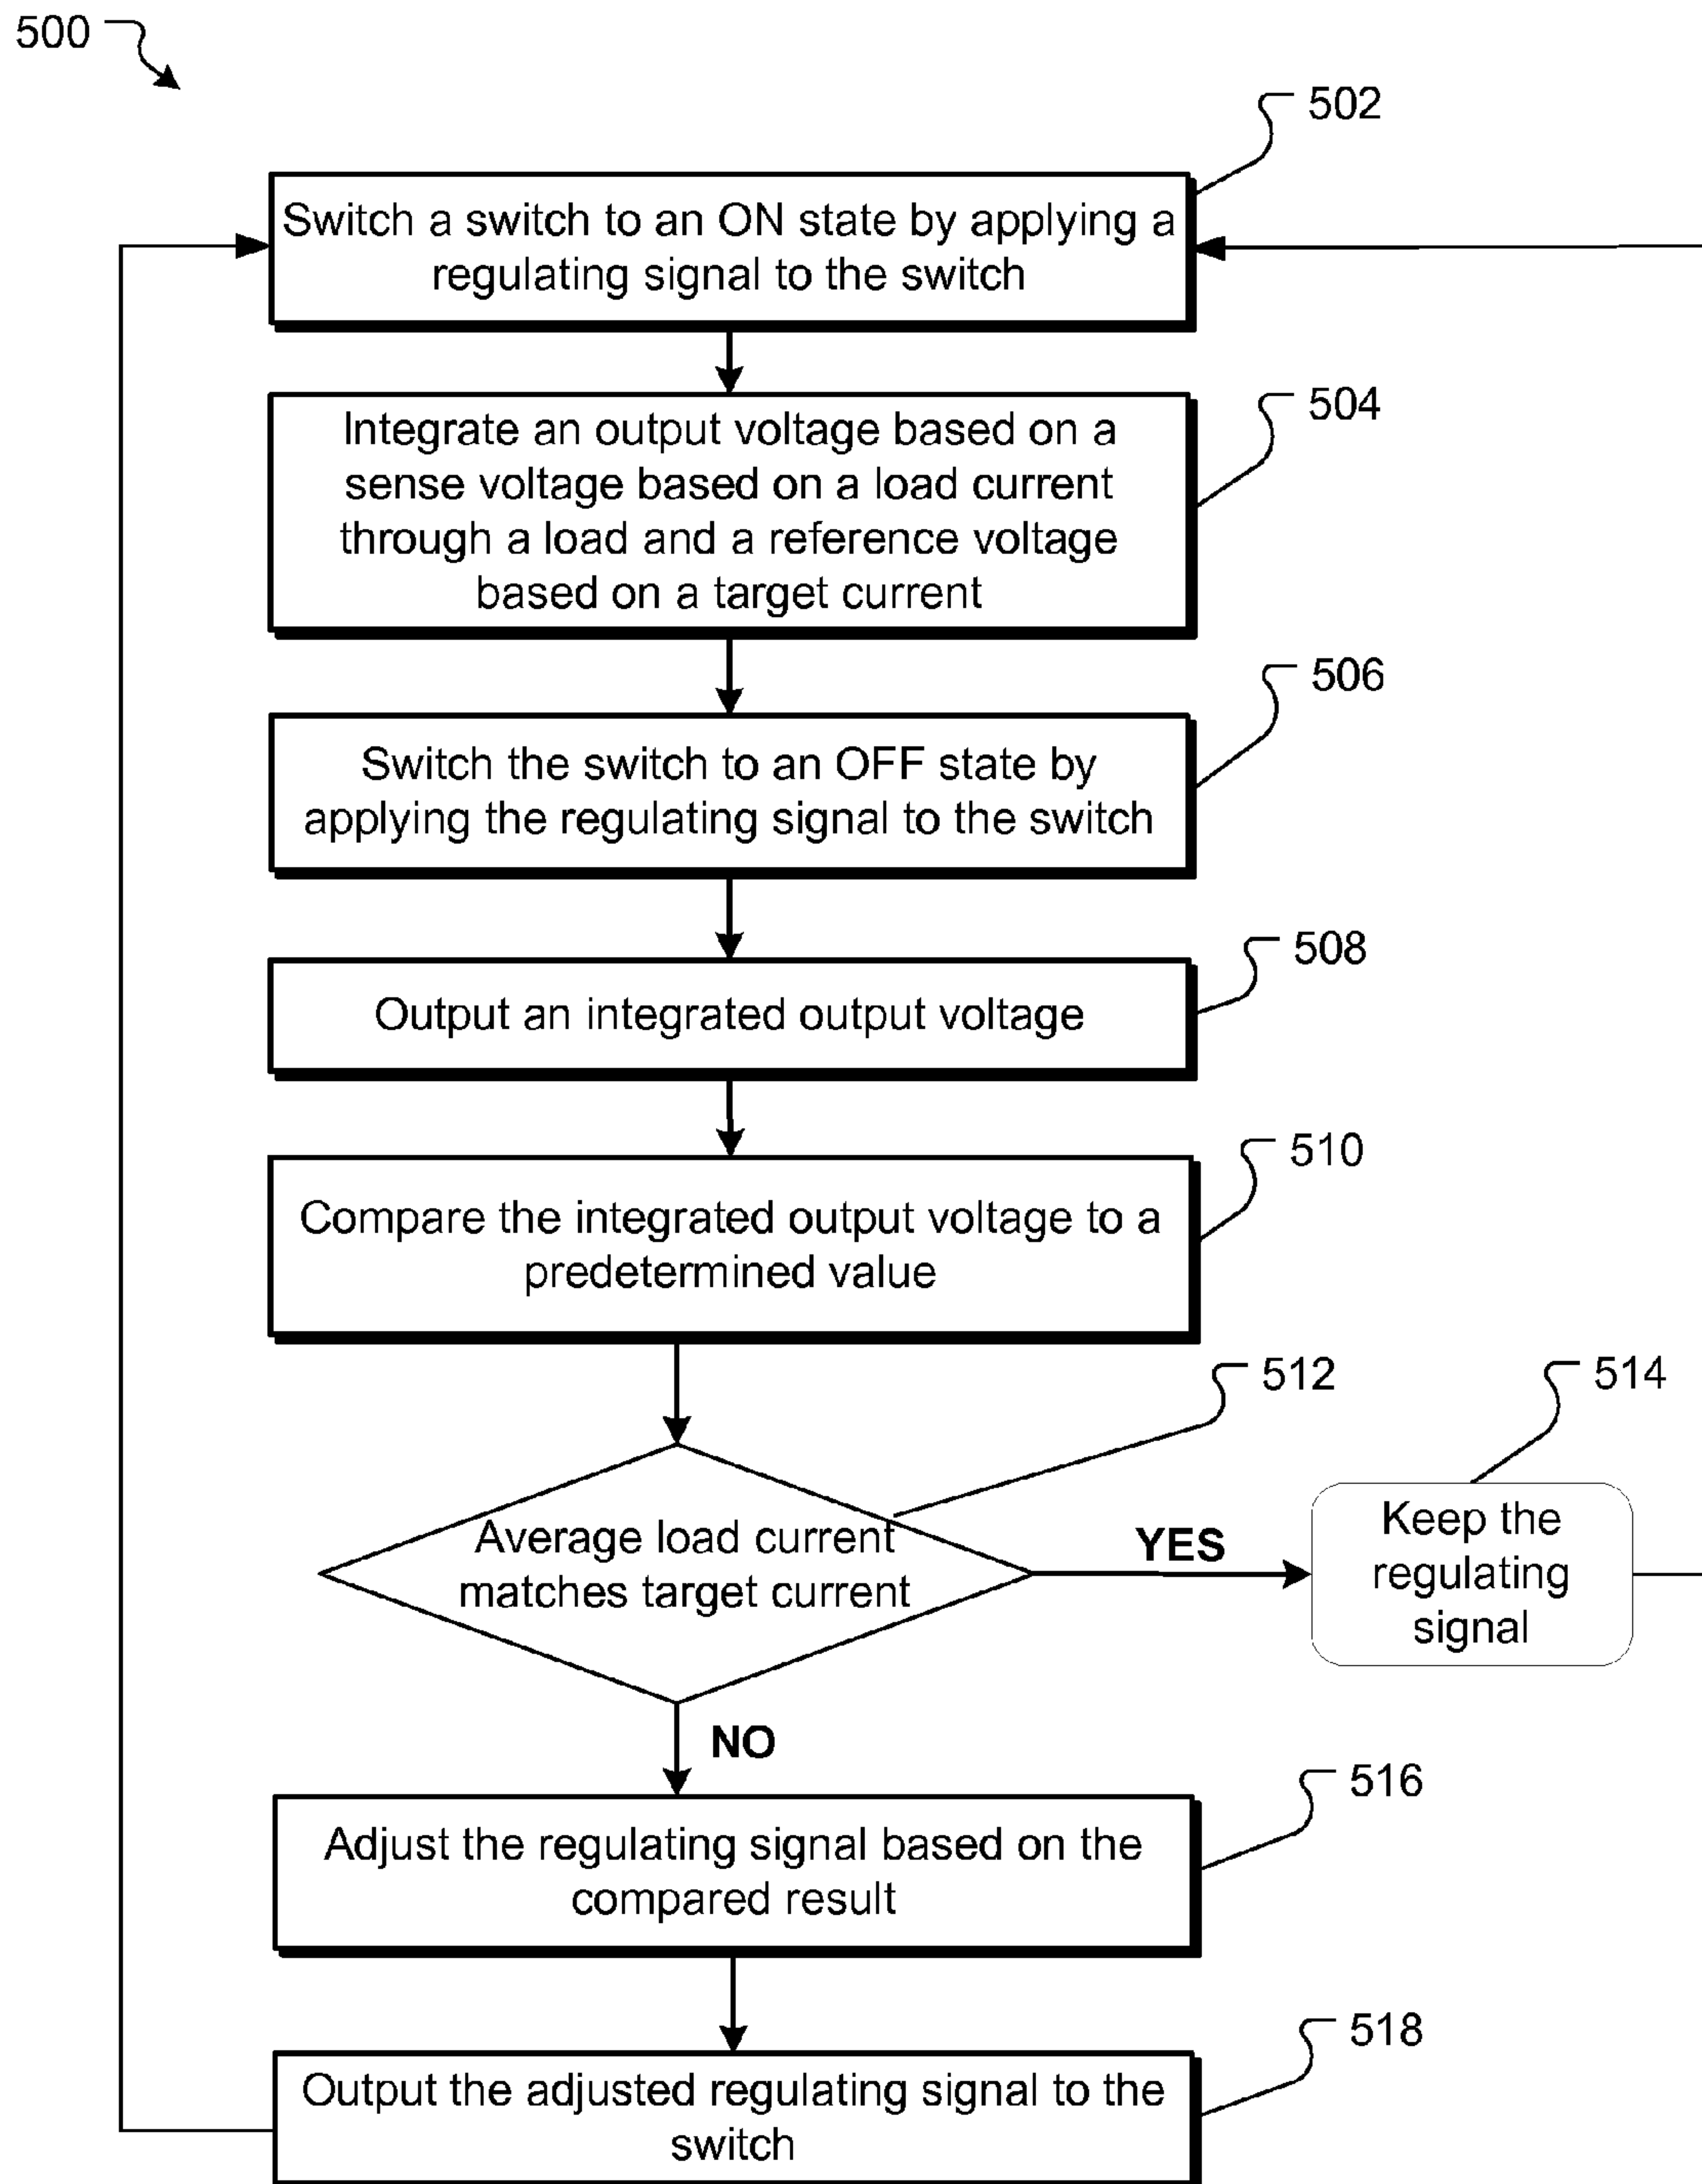 500
502
Switch a switch to an ON state by applying a
regulating signal to the switch
504
Integrate an output voltage based on a
sense voltage based on a load current
through a load and a reference voltage
based on a target current
506
Switch the switch to an OFF state by
applying the regulating signal to the switch
508
Output an integrated output voltage
510
Compare the integrated output voltage to a
predetermined value
512
514
Average load current
matches target current
YES
Keep the
regulating
signal
NO
516
Adjust the regulating signal based on the
compared result
518
Output the adjusted regulating signal to the
switch